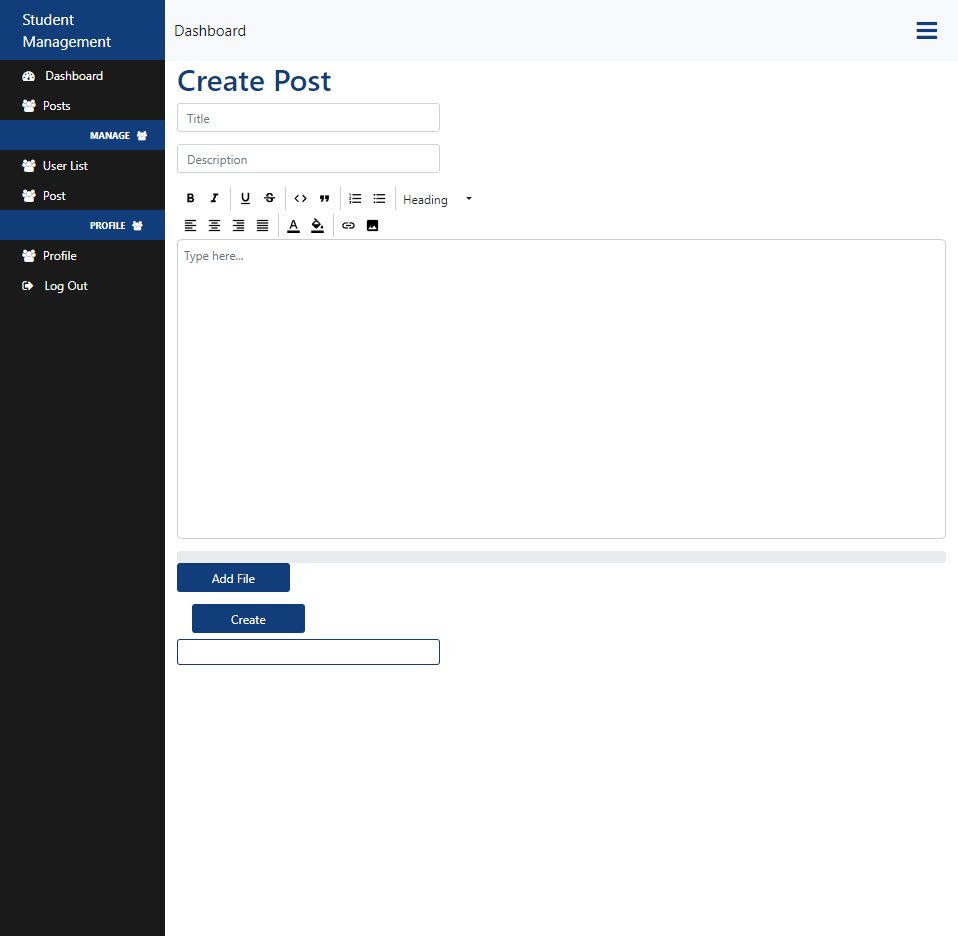 Student
Management
Dashboard
Dashboard
Posts
MANAGE
User List
Post
PROFILE
Profile
Log Out
Create Post
Title
Description
B I U S
Heading
A
Type here...
Add File
Create